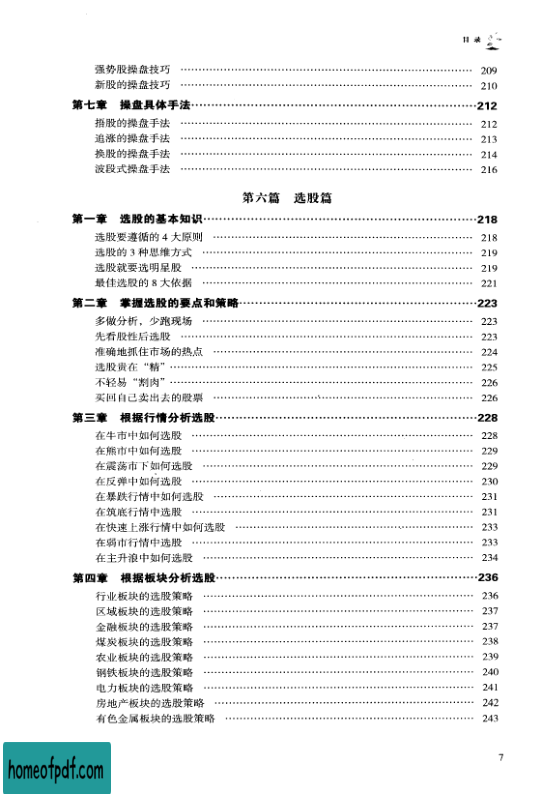 目 录
强势股操盘技巧 …… 209
新股的操盘技巧 …… 210
第七章 操盘具体手法 …… 212
捂股的操盘手法 …… 212
追涨的操盘手法 …… 213
换股的操盘手法 …… 214
波段式操盘手法 …… 216
第六篇 选股篇
第一章 选股的基本知识 …… 218
选股要遵循的 4 大原则 …… 218
选股的 3 种思维方式 …… 219
选股就要选明星股 …… 219
最佳选股的 8 大依据 …… 221
第二章 掌握选股的要点和策略 …… 223
多做分析，少跑现场 …… 223
先看股性后选股 …… 223
准确地抓住市场的热点 …… 224
选股贵在“精” …… 225
不轻易“割肉” …… 226
买回自己卖出去的股票 …… 226
第三章 根据行情分析选股 …… 228
在牛市中如何选股 …… 228
在熊市中如何选股 …… 229
在震荡市下如何选股 …… 229
在反弹中如何选股 …… 230
在暴跌行情中如何选股 …… 231
在筑底行情中选股 …… 231
在快速上涨行情中如何选股 …… 233
在弱市行情中选股 …… 233
在主升浪中如何选股 …… 234
第四章 根据板块分析选股 …… 236
行业板块的选股策略 …… 236
区域板块的选股策略 …… 237
金融板块的选股策略 …… 237
煤炭板块的选股策略 …… 238
农业板块的选股策略 …… 239
钢铁板块的选股策略 …… 240
电力板块的选股策略 …… 241
房地产板块的选股策略 …… 242
有色金属板块的选股策略 …… 243
7
homeofpdf.com